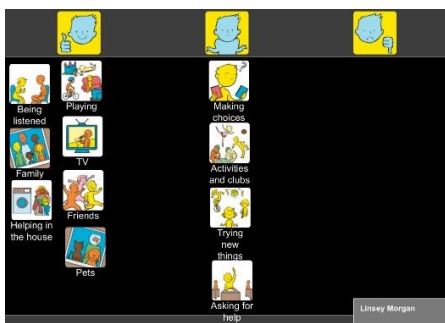 Being
listened
Playing
Family
TV
Helping in
the house
Friends
Pets
Making
choices
Activities
and clubs
Trying
new
things
Asking for
help
Linsey Morgan